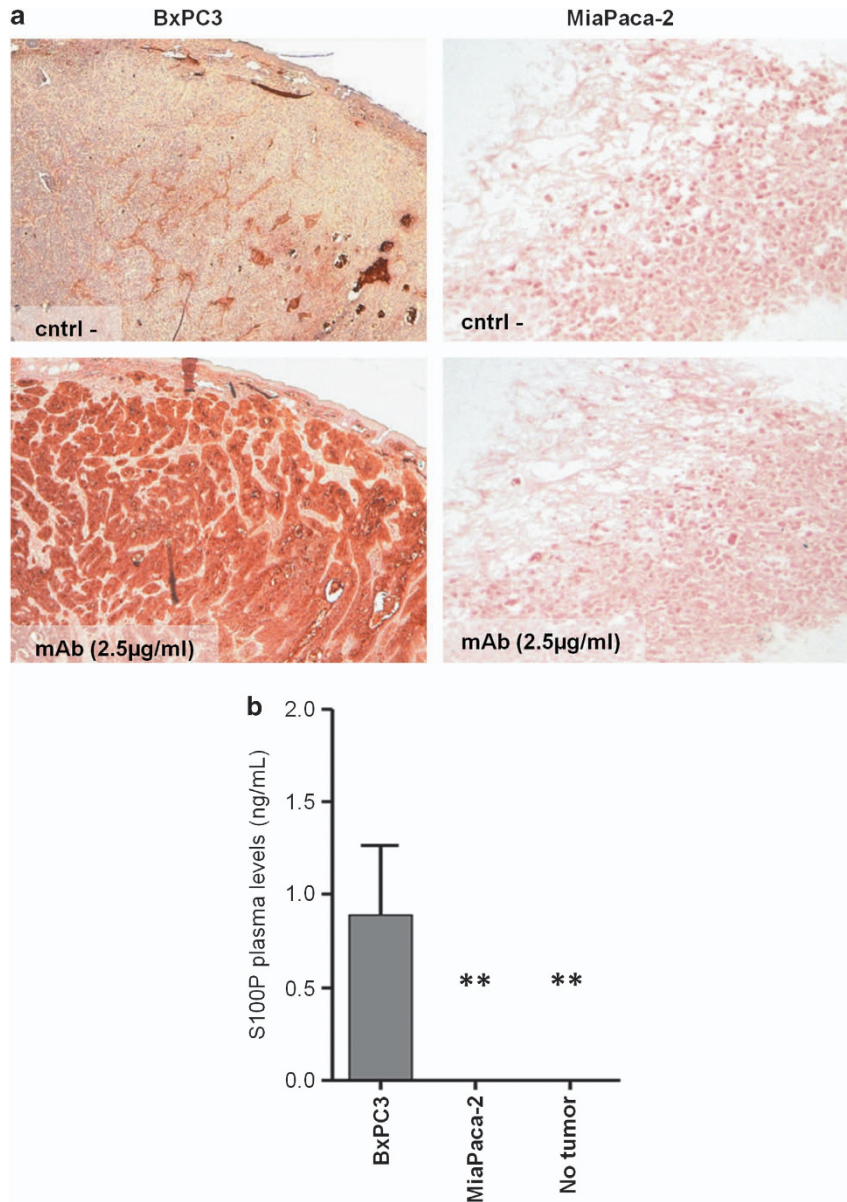 a
BxPC3
MiaPaca-2
cntrl -
cntrl -
mAb (2.5µg/ml)
mAb (2.5µg/ml)
b
S100P plasma levels (ng/mL)
2.0
1.5
1.0
0.5
0.0
**
**
BxPC3
MiaPaca-2
No tumor